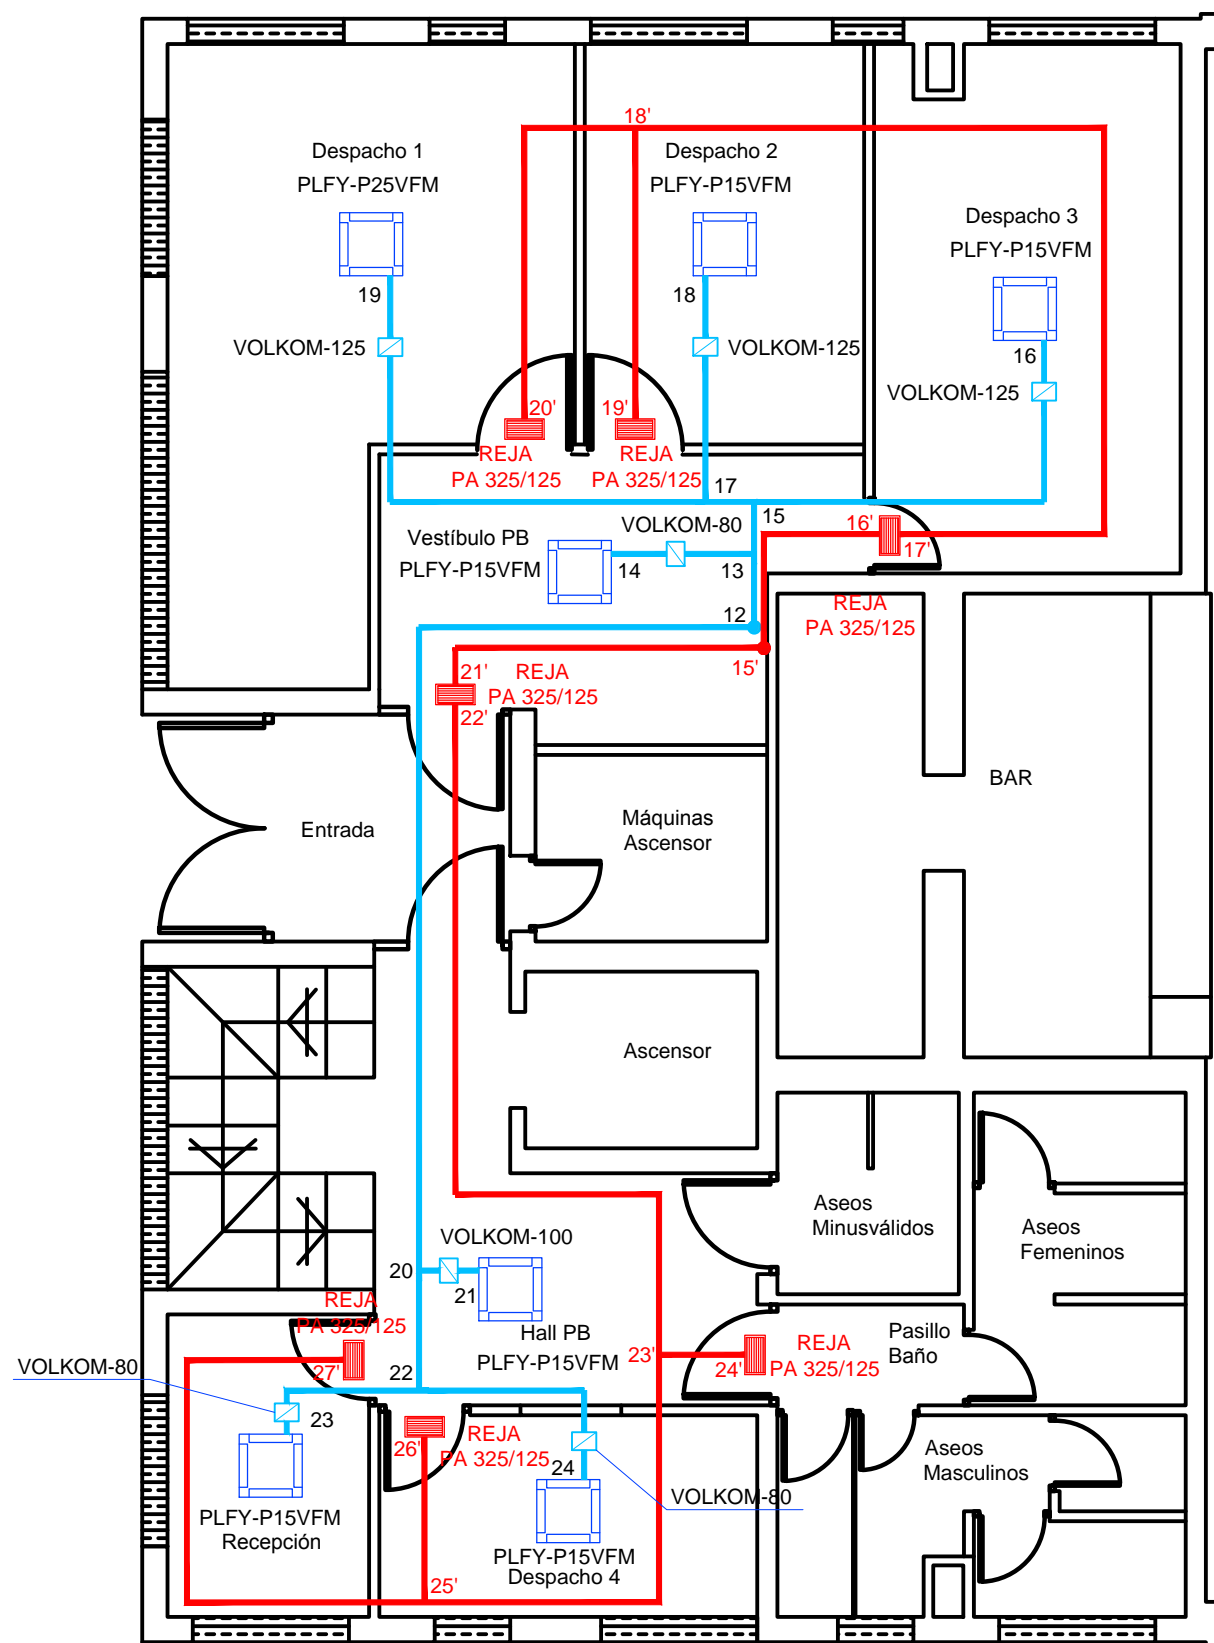 18'
Despacho 1
PLFY-P25VFM
Despacho 2
PLFY-P15VFM
Despacho 3
PLFY-P15VFM
19
18
16
VOLKOM-125
VOLKOM-125
VOLKOM-125
20'
REJA
PA 325/125
19'
REJA
PA 325/125
17
15
VOLKOM-80
16'
17'
Vestíbulo PB
PLFY-P15VFM
14
13
12
REJA
PA 325/125
15'
21'
22'
REJA
PA 325/125
BAR
Entrada
Máquinas
Ascensor
Ascensor
Aseos
Minusválidos
Aseos
Femeninos
VOLKOM-100
20
21
REJA
PA 325/125
27'
Hall PB
PLFY-P15VFM
23'
24'
REJA
PA 325/125
Pasillo
Baño
VOLKOM-80
22
23
26'
REJA
PA 325/125
24
VOLKOM-80
Aseos
Masculinos
PLFY-P15VFM
Recepción
PLFY-P15VFM
Despacho 4
25'